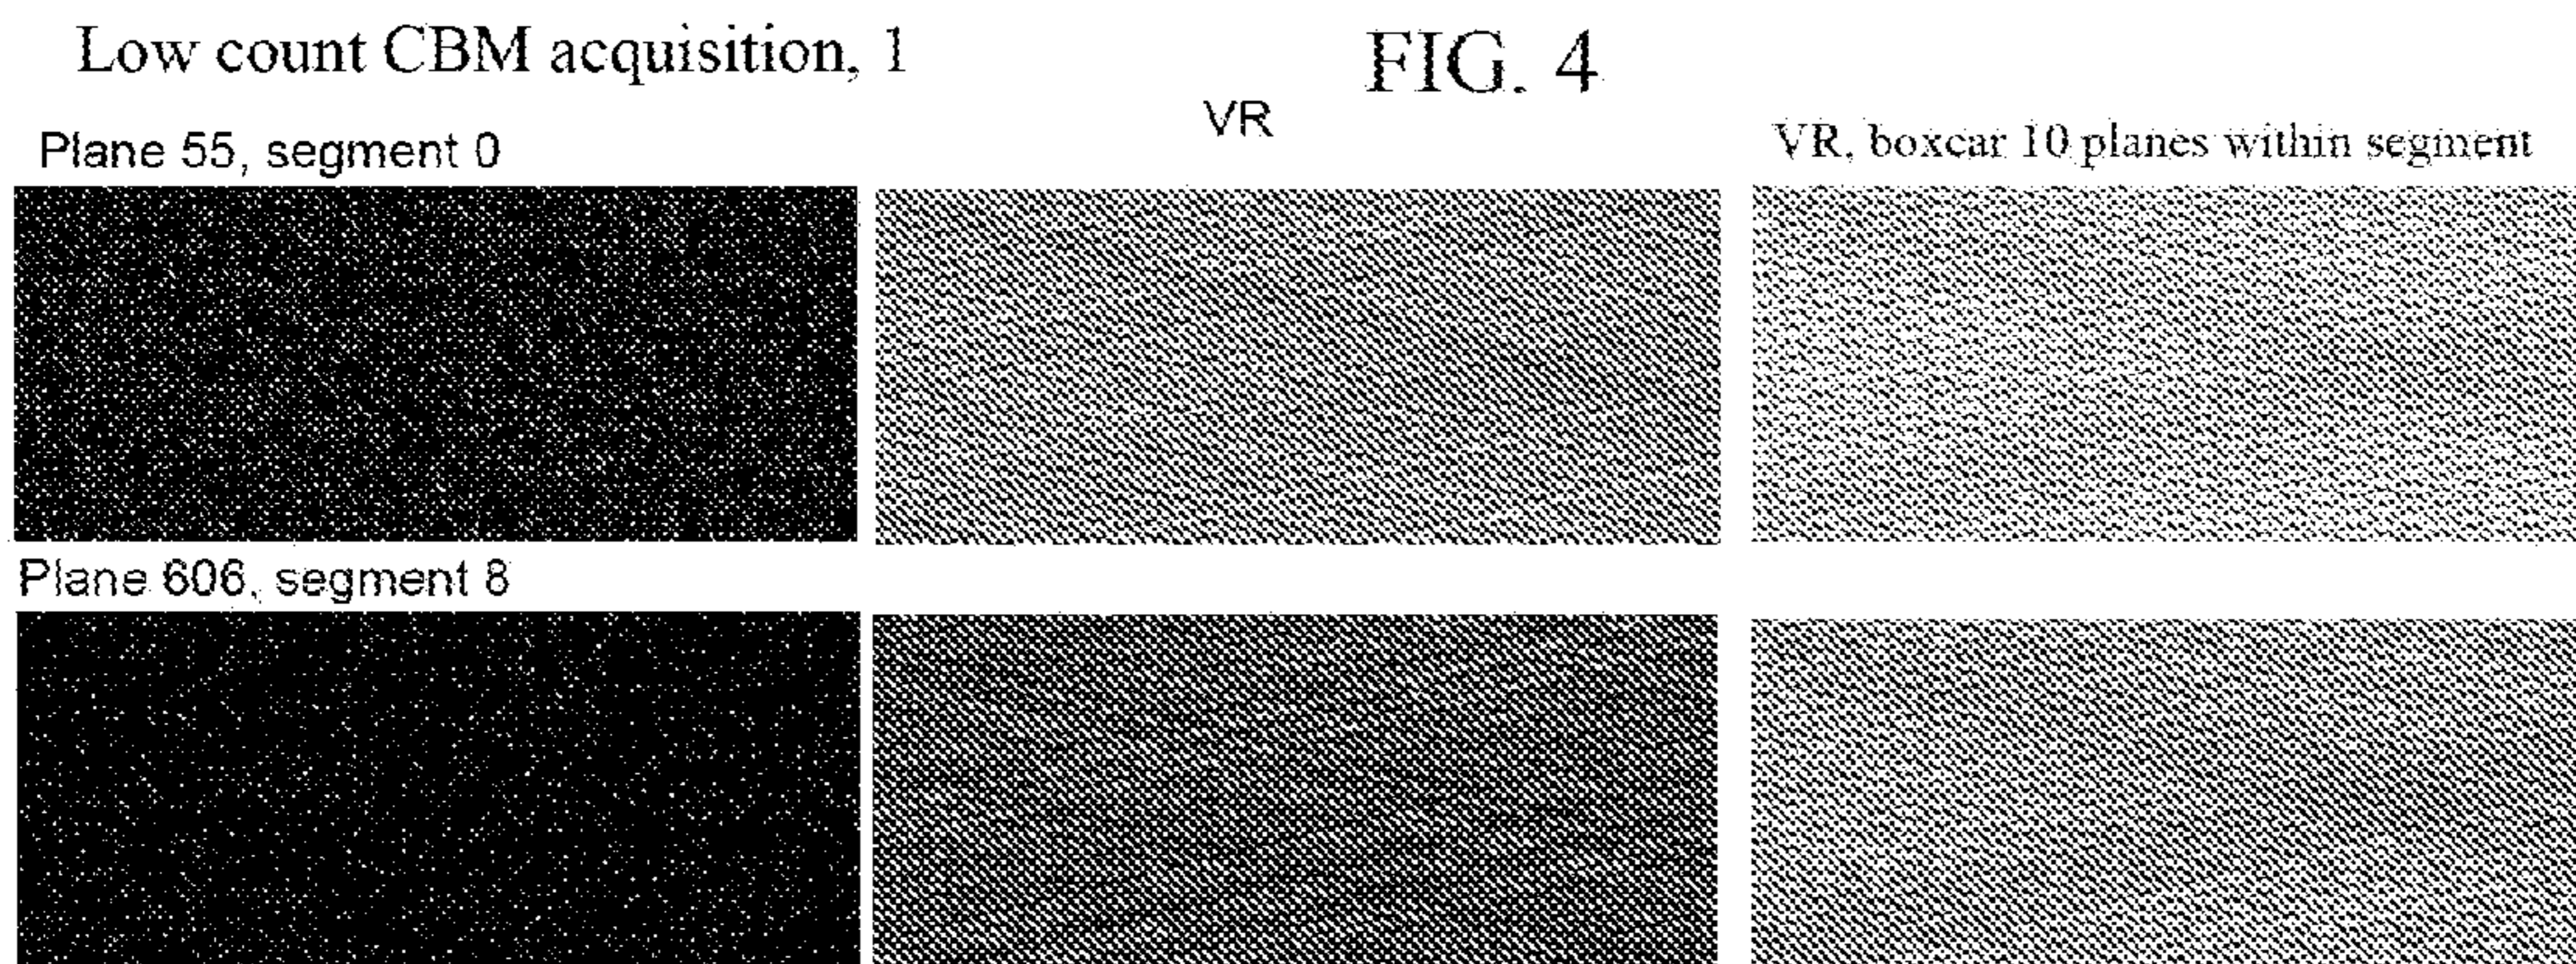 Low count CBM acquisition, 1
FIG. 4
VR
Plane 55, segment 0
VR, boxcar 10 planes within segment
Plane 606, segment 8